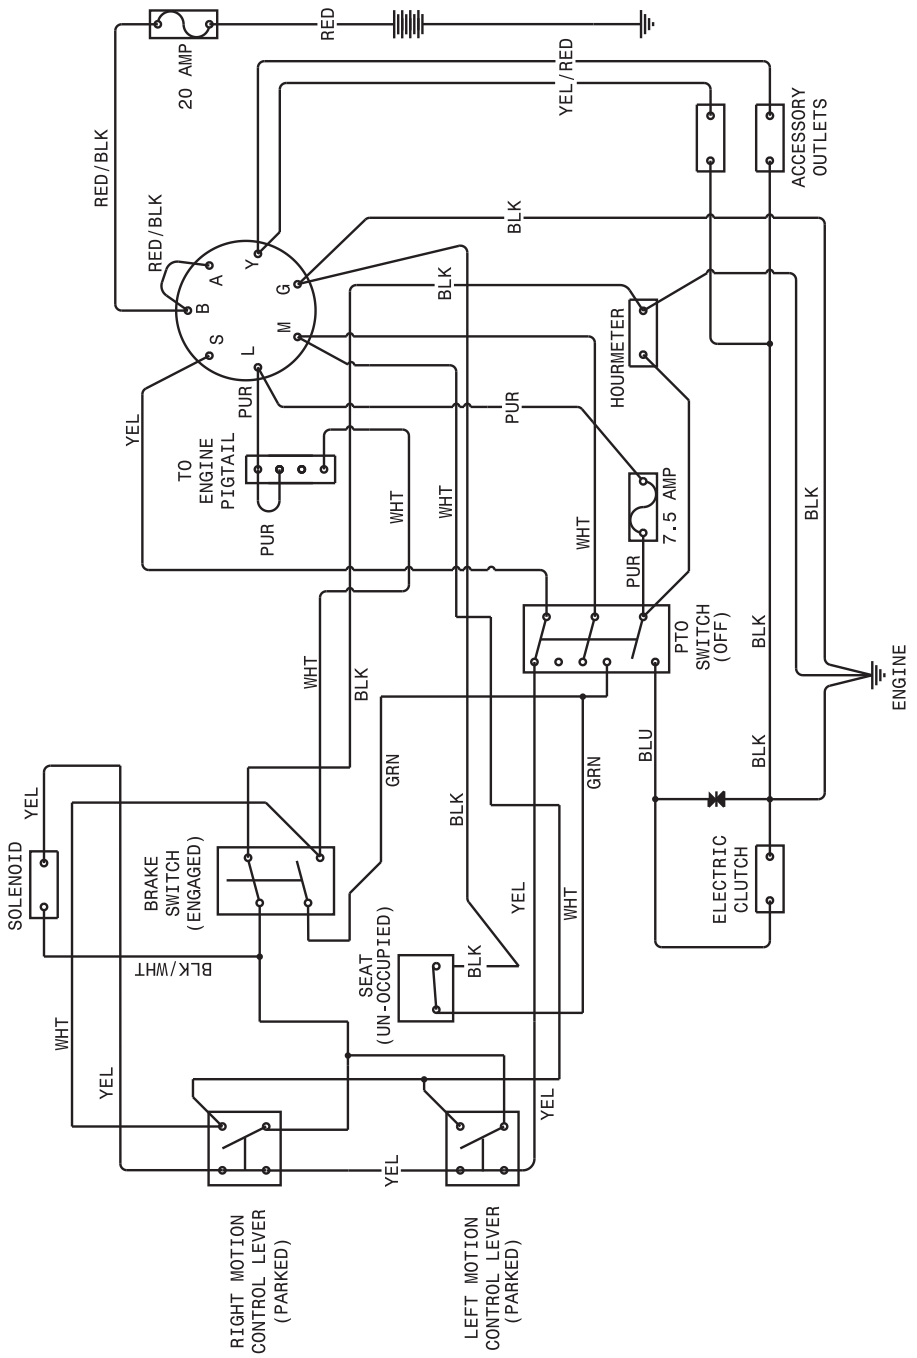 RED
20 AMP
RED/BLK
RED/BLK
YEL/RED
ACCESSORY
OUTLETS
BLK
A
Y
B
G
S
M
L
BLK
HOURMETER
YEL
PUR
PUR
TO
ENGINE
PIGTAIL
PUR
WHT
WHT
WHT
7.5 AMP
PUR
BLK
PTO
SWITCH
(OFF)
BLK
ENGINE
WHT
BLK
GRN
BLK
GRN
BLU
BLK
SOLENOID
YEL
BRAKE
SWITCH
(ENGAGED)
ELECTRIC
CLUTCH
YEL
WHT
BLK/WHT
SEAT
(UN-OCCUPIED)
BLK
WHT
YEL
YEL
YEL
RIGHT MOTION
CONTROL LEVER
(PARKED)
LEFT MOTION
CONTROL LEVER
(PARKED)